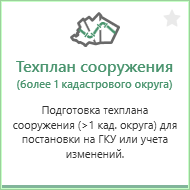 Техплан сооружения
(более 1 кадастрового округа)
Подготовка техплана
сооружения (>1 кад. округа) для
постановки на ГКУ или учета
изменений.